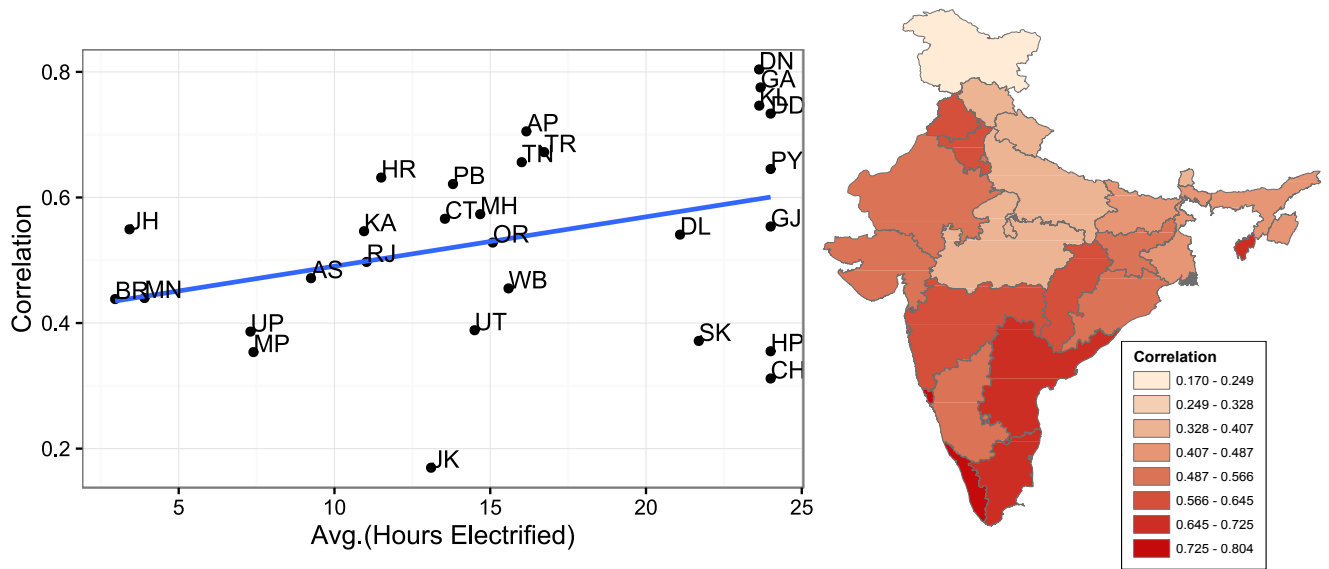 Correlation
0.8
0.6
0.4
0.2
5
10
15
20
25
Avg.(Hours Electrified)
DN
GA
KL
DD
AP
TR
TN
PY
HR
PB
CT
MH
JH
KA
OR
DL
GJ
RJ
AS
WB
BR
MN
UP
MP
UT
SK
HP
CH
JK
Correlation
0.170 - 0.249
0.249 - 0.328
0.328 - 0.407
0.407 - 0.487
0.487 - 0.566
0.566 - 0.645
0.645 - 0.725
0.725 - 0.804